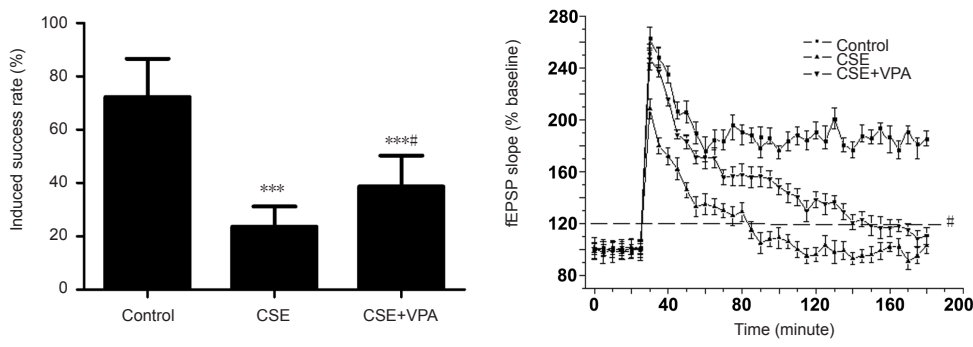 Induced success rate (%)
100
80
60
40
20
0
***
***#
Control
CSE
CSE+VPA
fEPSP slope (% baseline)
280
240
200
160
120
80
Control
CSE
CSE+VPA
#
0
40
80
120
160
200
Time (minute)